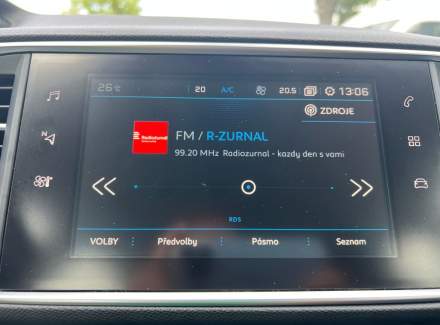 26°C 20 A/C 20.5 13:06
ZDROJE
Radiozurnal
FM / R-ZURNAL
99.20 MHz Radiozurnal - kazdy den s vami
RDS
VOLBY Předvolby Pásmo Seznam
N